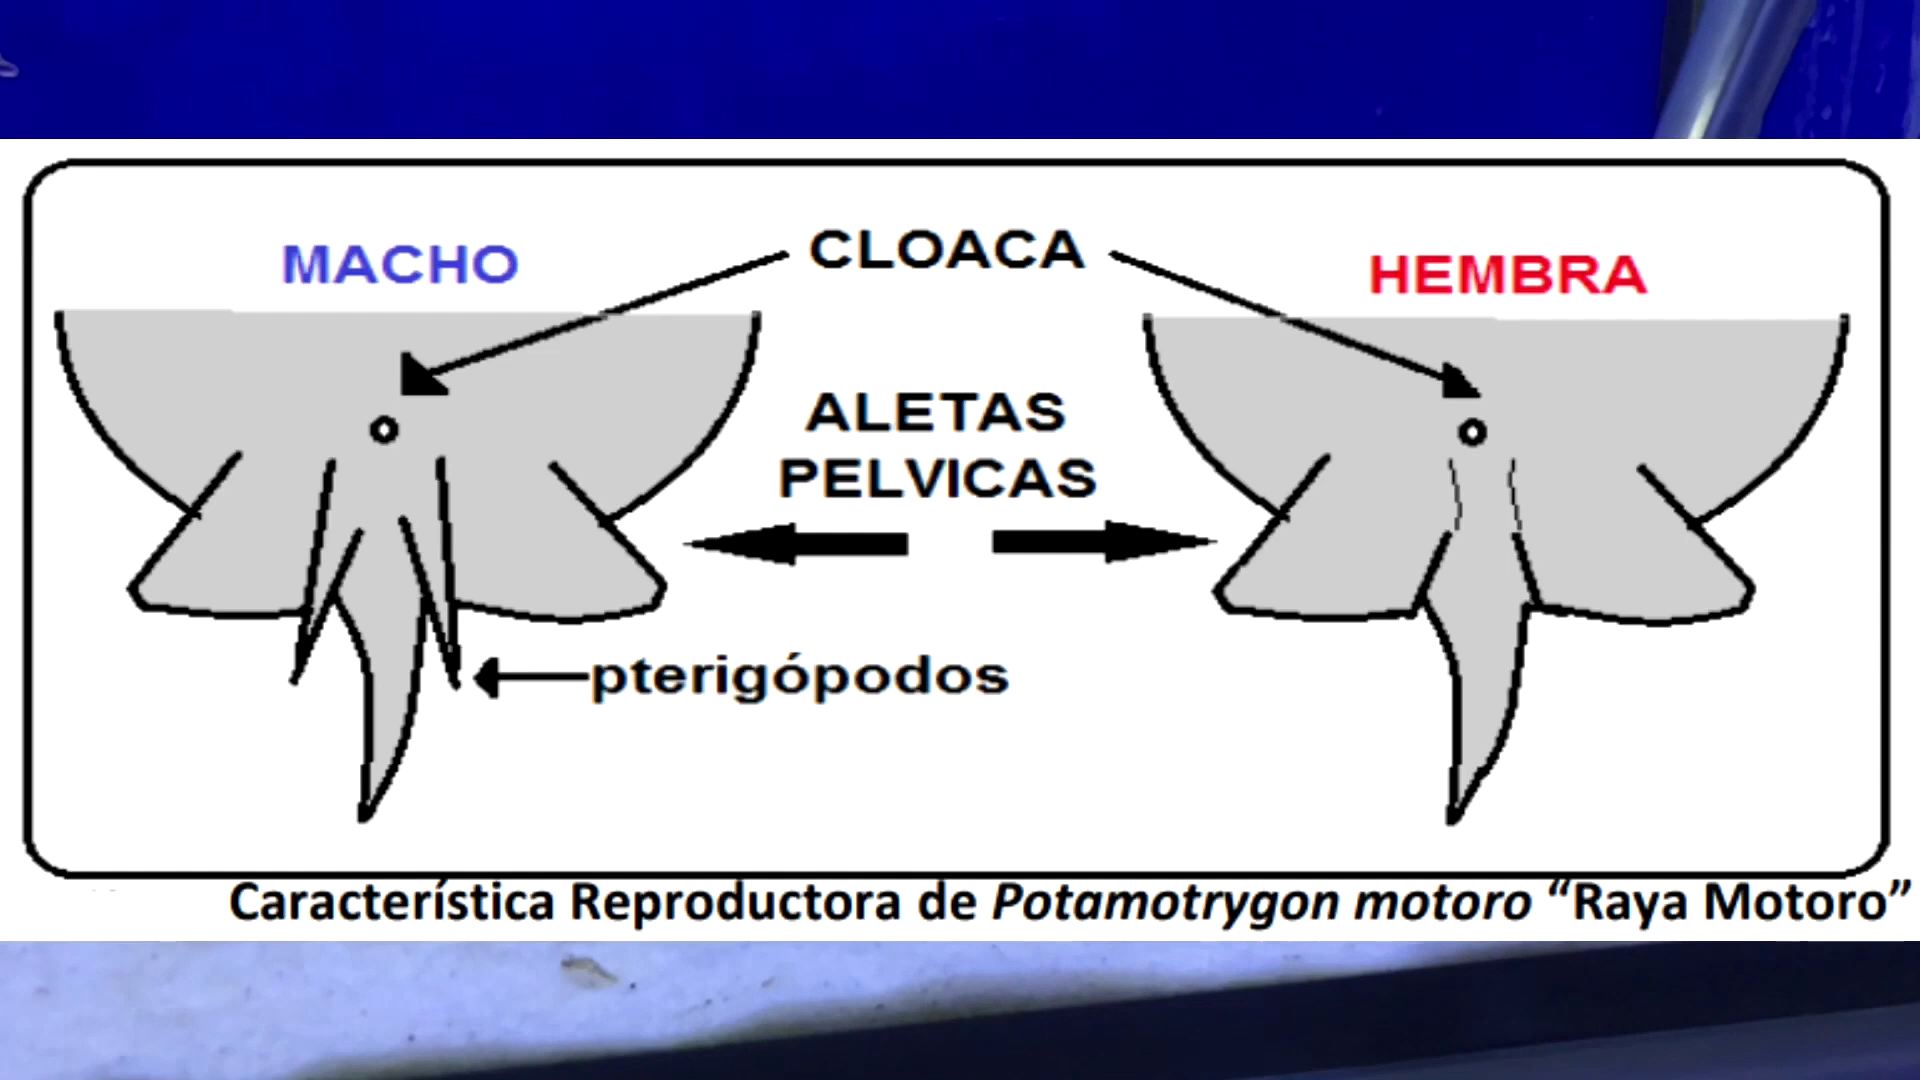 MACHO
CLOACA
HEMBRA
ALETAS
PELVICAS
pterigópodos
Característica Reproductora de Potamotrygon motoro “Raya Motoro”